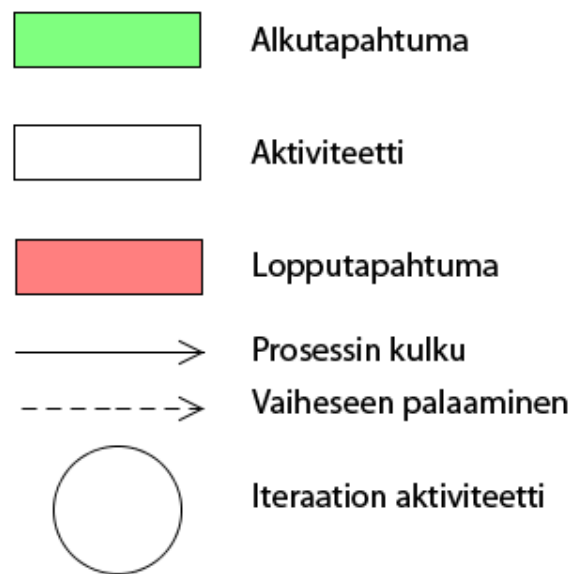 Alkutapahtuma
Aktiviteetti
Lopputapahtuma
Prosessin kulku
Vaiheseen palaaminen
Iteraation aktiviteetti